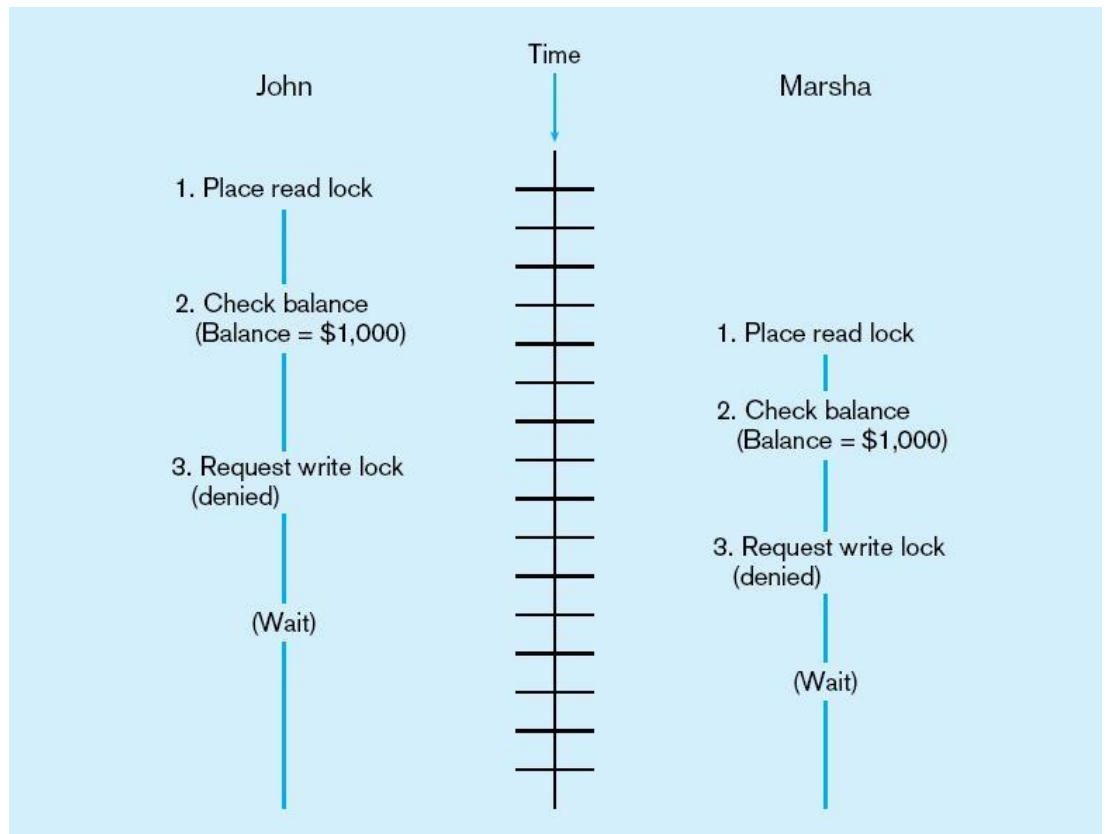 Time
John
Marsha
1. Place read lock
2. Check balance
(Balance = $1,000)
1. Place read lock
2. Check balance
(Balance = $1,000)
3. Request write lock
(denied)
3. Request write lock
(denied)
(Wait)
(Wait)